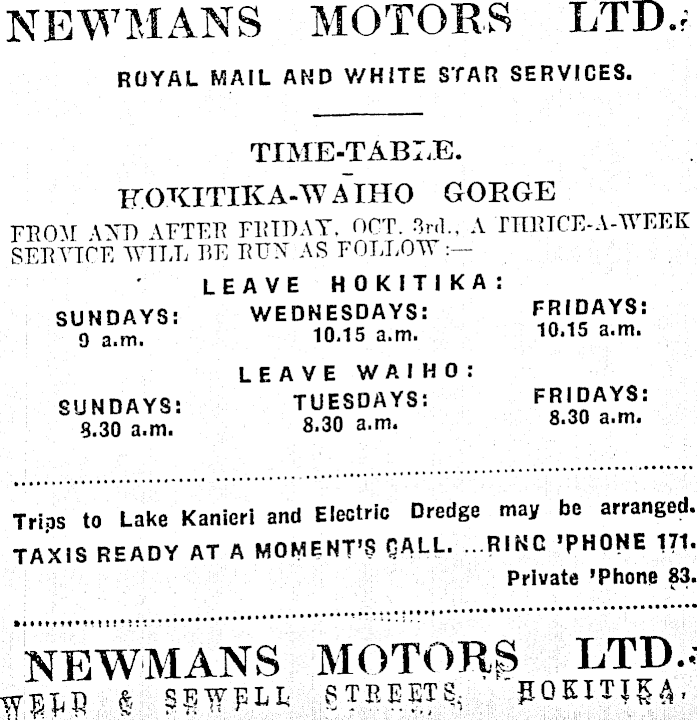 NEWMANS MOTORS LTD.
ROYAL MAIL AND WHITE STAR SERVICES.
TIME-TABLE.
HOKITIKA-WAIHO GORGE
FROM AND AFTER FRIDAY, OCT. 3rd., A THRICE-A-WEEK
SERVICE WILL BE RUN AS FOLLOW:—
LEAVE HOKITIKA:
SUNDAYS: WEDNESDAYS: FRIDAYS:
9 a.m. 10.15 a.m. 10.15 a.m.
LEAVE WAIHO:
SUNDAYS: TUESDAYS: FRIDAYS:
8.30 a.m. 8.30 a.m. 8.30 a.m.
Trips to Lake Kanieri and Electric Dredge may be arranged.
TAXIS READY AT A MOMENT'S CALL. ...RING 'PHONE 171.
Private 'Phone 83.
NEWMANS MOTORS LTD.
WELD & SEWELL STREETS, HOKITIKA.